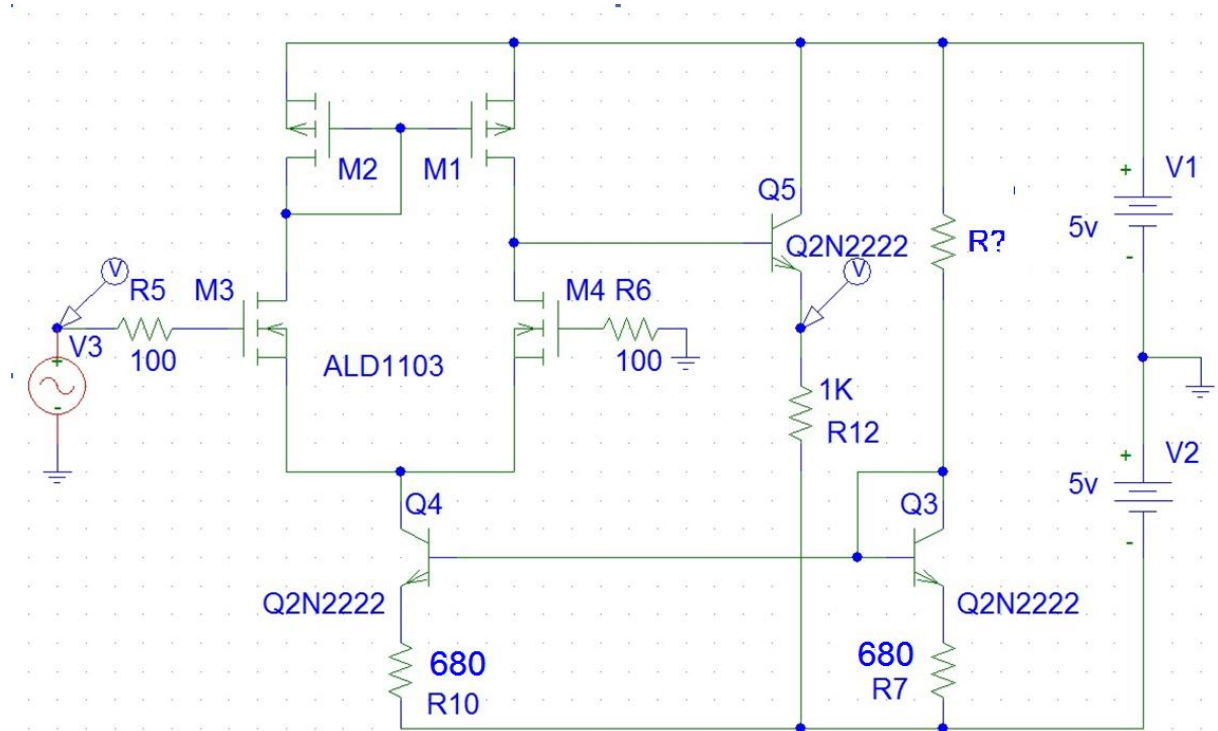 M2
M1
V1
+
5v
-
Q5
Q2N2222
R?
V
V
R5
M3
M4
R6
V3
100
ALD1103
100
+
-
1K
R12
V2
+
5v
-
Q4
Q3
Q2N2222
Q2N2222
680
R10
680
R7